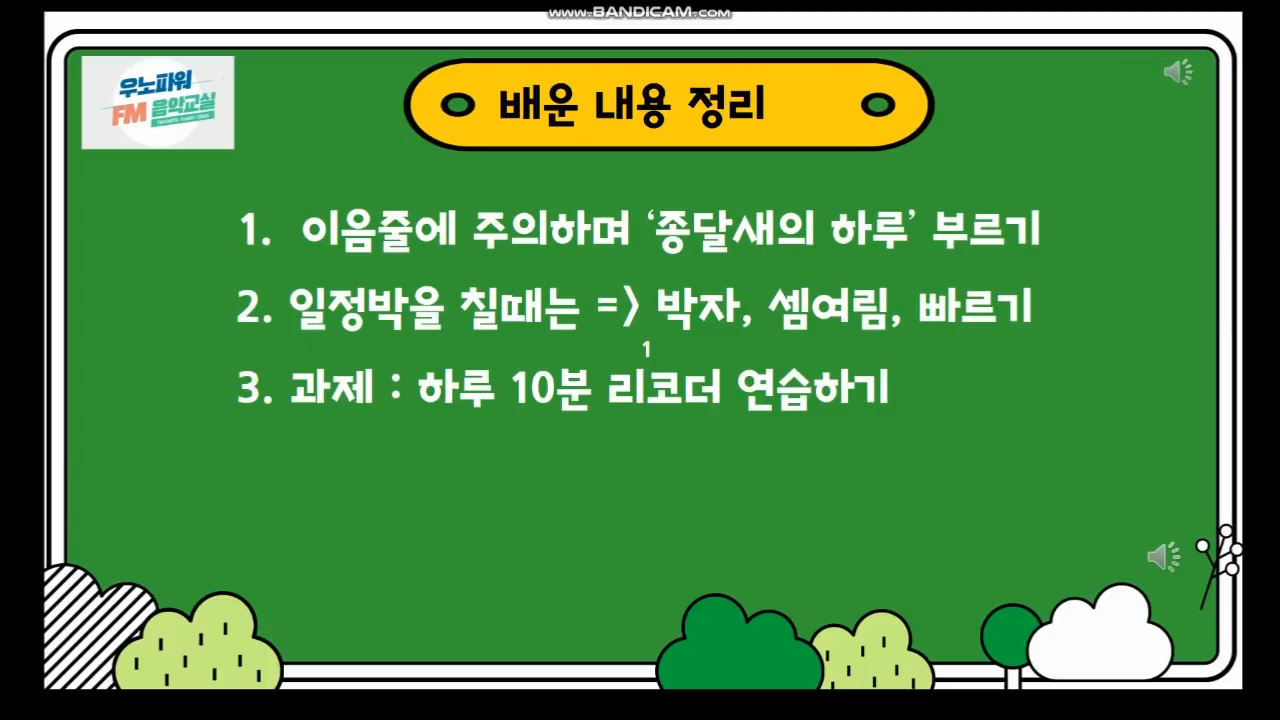 www.BANDICAM.com
우노파워
FM 음악교실
배운 내용 정리
1. 이음줄에 주의하며 ‘종달새의 하루’ 부르기
2. 일정박을 칠때는 => 박자, 셈여림, 빠르기
1
3. 과제 : 하루 10분 리코더 연습하기